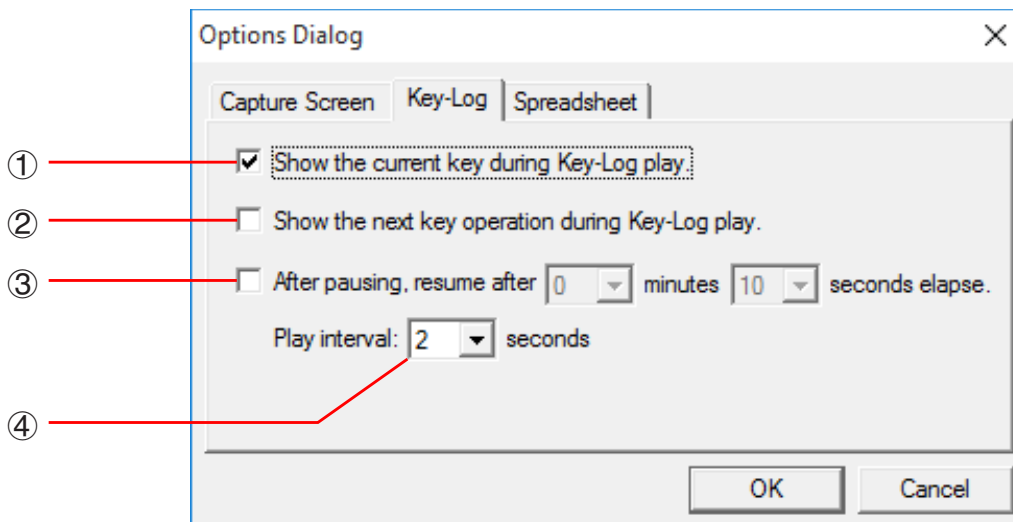 Options Dialog
Capture Screen Key-Log Spreadsheet
① Show the current key during Key-Log play.
② Show the next key operation during Key-Log play.
③ After pausing, resume after 0 minutes 10 seconds elapse.
Play interval: 2 seconds
④
OK Cancel